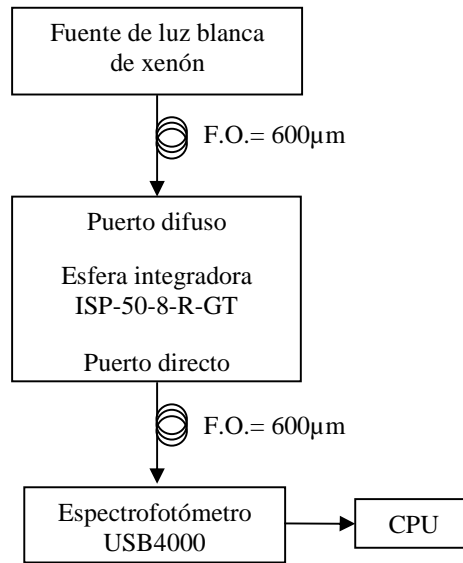 Fuente de luz blanca
de xenón
F.O.= 600µm
Puerto difuso
Esfera integradora
ISP-50-8-R-GT
Puerto directo
F.O.= 600µm
Espectrofotómetro
USB4000
CPU